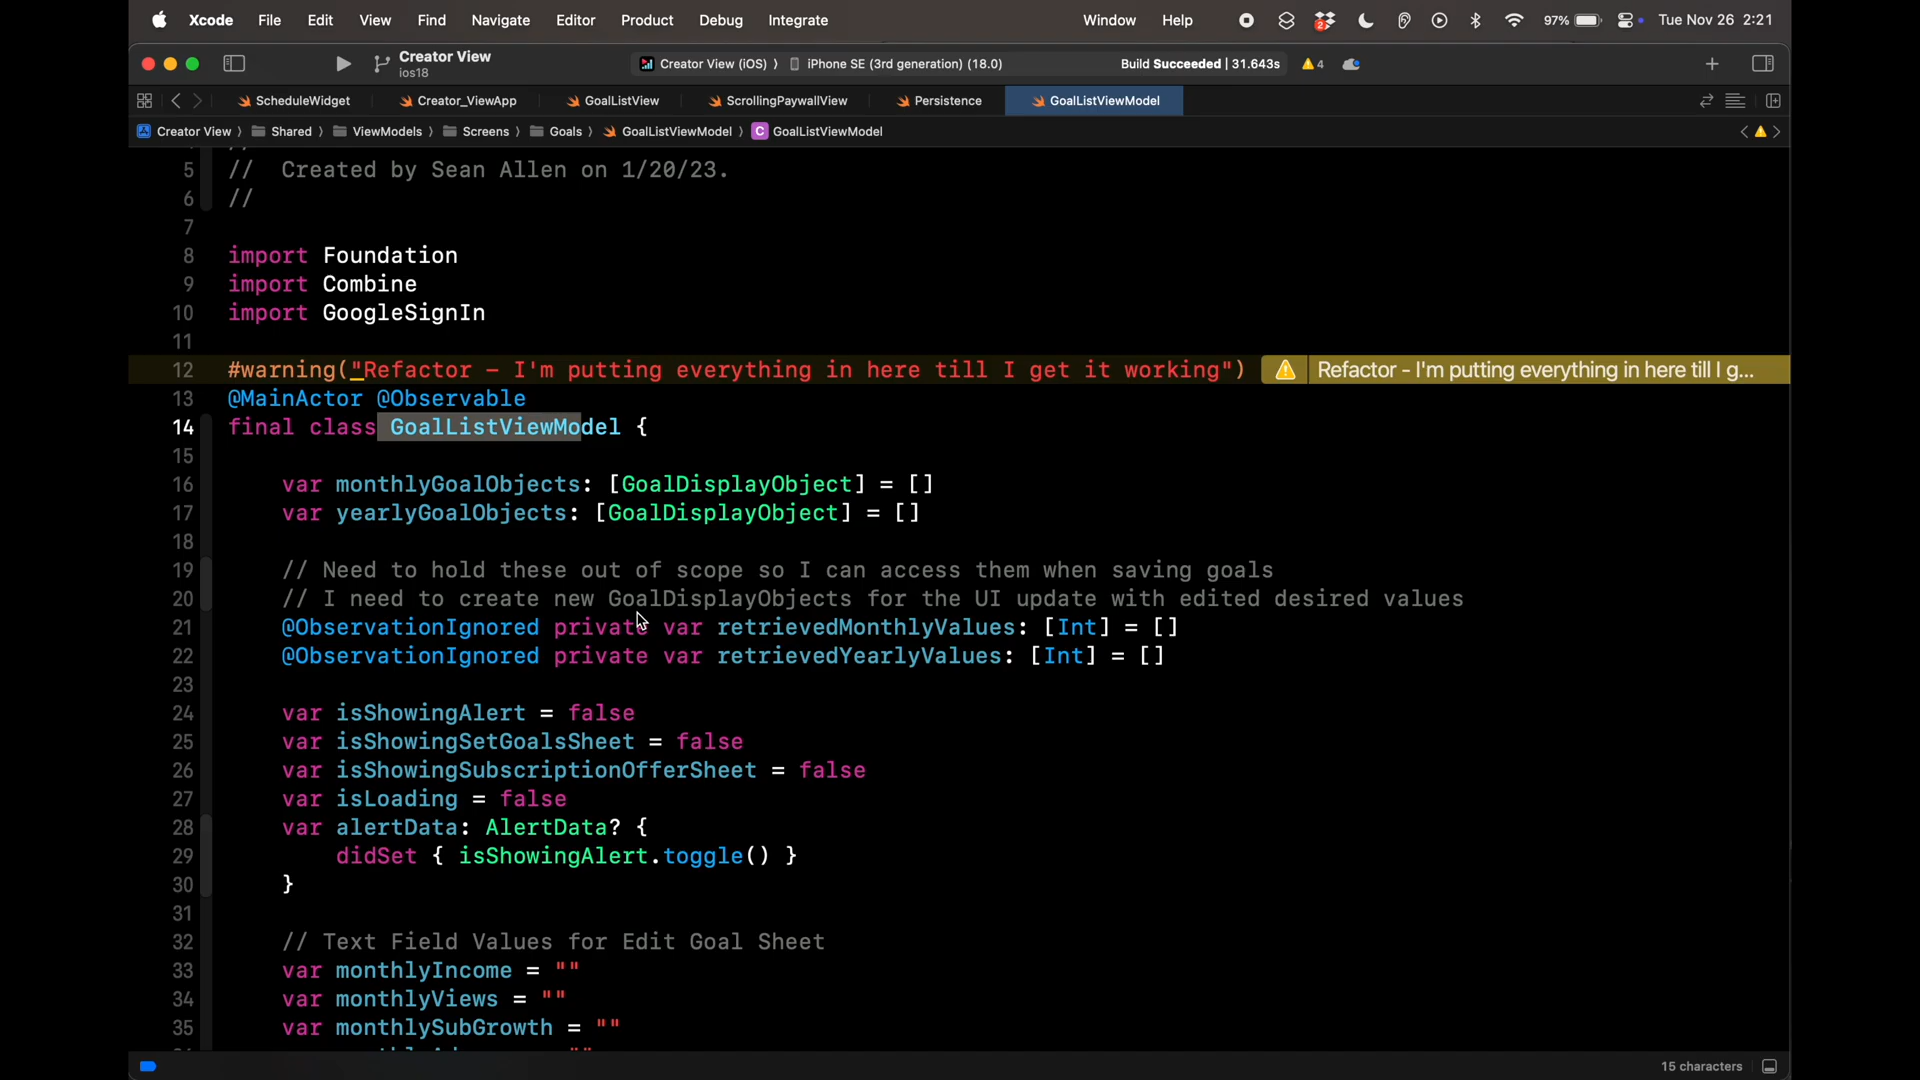 Xcode File Edit View Find Navigate Editor Product Debug Integrate Window Help 2 97% Tue Nov 26 2:21
Creator View
ios18
Creator View (iOS) 〉 iPhone SE (3rd generation) (18.0) Build Succeeded | 31.643s 4
ScheduleWidget Creator_ViewApp GoalListView ScrollingPaywallView Persistence GoalListViewModel
Creator View 〉 Shared 〉 ViewModels 〉 Screens 〉 Goals 〉 GoalListViewModel 〉 C GoalListViewModel
5 // Created by Sean Allen on 1/20/23.
6 //
7
8 import Foundation
9 import Combine
10 import GoogleSignIn
11
12 #warning("_Refactor - I'm putting everything in here till I get it working") Refactor - I'm putting everything in here till I g...
13 @MainActor @Observable
14 final class GoalListViewModel {
15
16 var monthlyGoalObjects: [GoalDisplayObject] = []
17 var yearlyGoalObjects: [GoalDisplayObject] = []
18
19 // Need to hold these out of scope so I can access them when saving goals
20 // I need to create new GoalDisplayObjects for the UI update with edited desired values
21 @ObservationIgnored private var retrievedMonthlyValues: [Int] = []
22 @ObservationIgnored private var retrievedYearlyValues: [Int] = []
23
24 var isShowingAlert = false
25 var isShowingSetGoalsSheet = false
26 var isShowingSubscriptionOfferSheet = false
27 var isLoading = false
28 var alertData: AlertData? {
29 didSet { isShowingAlert.toggle() }
30 }
31
32 // Text Field Values for Edit Goal Sheet
33 var monthlyIncome = ""
34 var monthlyViews = ""
35 var monthlySubGrowth = ""
15 characters